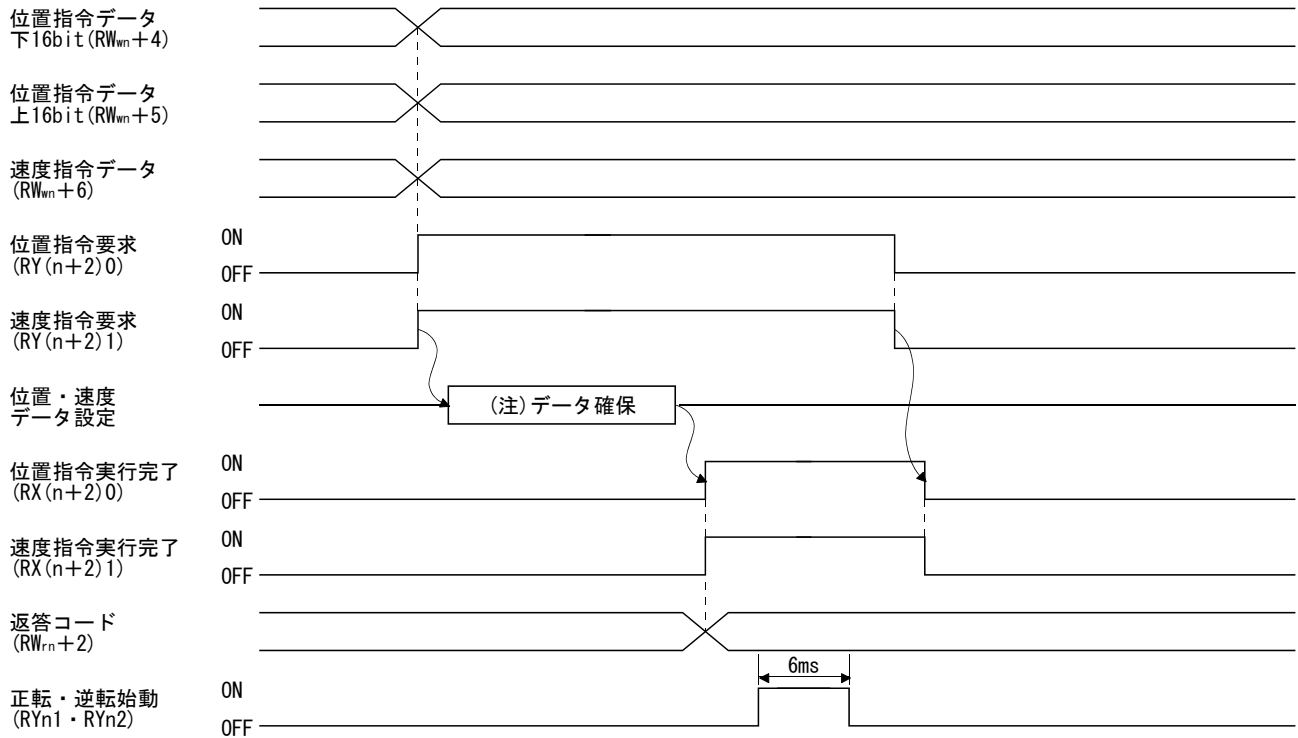 位置指令データ
下16bit(RWwn＋4)
位置指令データ
上16bit(RWwn＋5)
速度指令データ
(RWwn＋6)
位置指令要求
(RY(n＋2)0)
ON
OFF
速度指令要求
(RY(n＋2)1)
ON
OFF
位置・速度
データ設定
(注)データ確保
位置指令実行完了
(RX(n＋2)0)
ON
OFF
速度指令実行完了
(RX(n＋2)1)
ON
OFF
返答コード
(RWrn＋2)
6ms
正転・逆転始動
(RYn1・RYn2)
ON
OFF